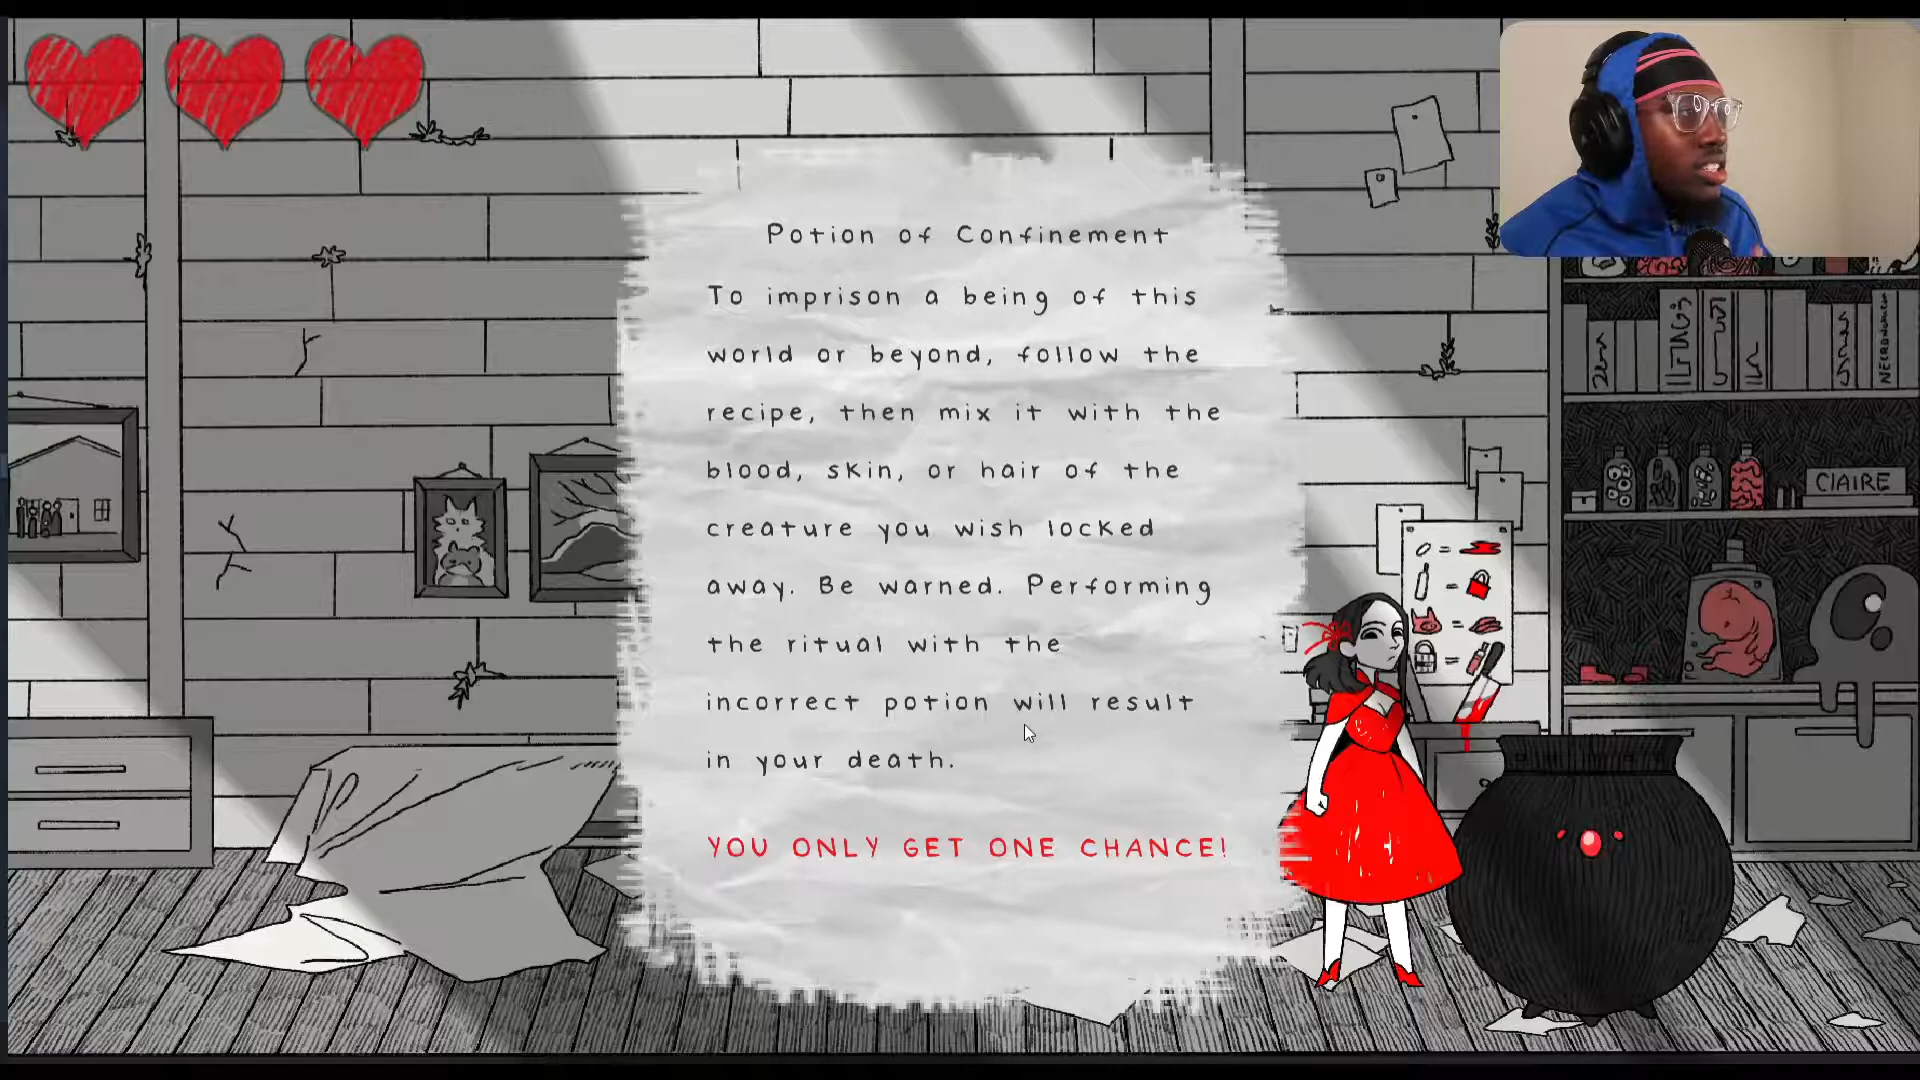 Potion of Confinement
To imprison a being of this
world or beyond, follow the
recipe, then mix it with the
blood, skin, or hair of the
creature you wish locked
away. Be warned. Performing
the ritual with the
incorrect potion will result
in your death.
YOU ONLY GET ONE CHANCE!
CLAIRE